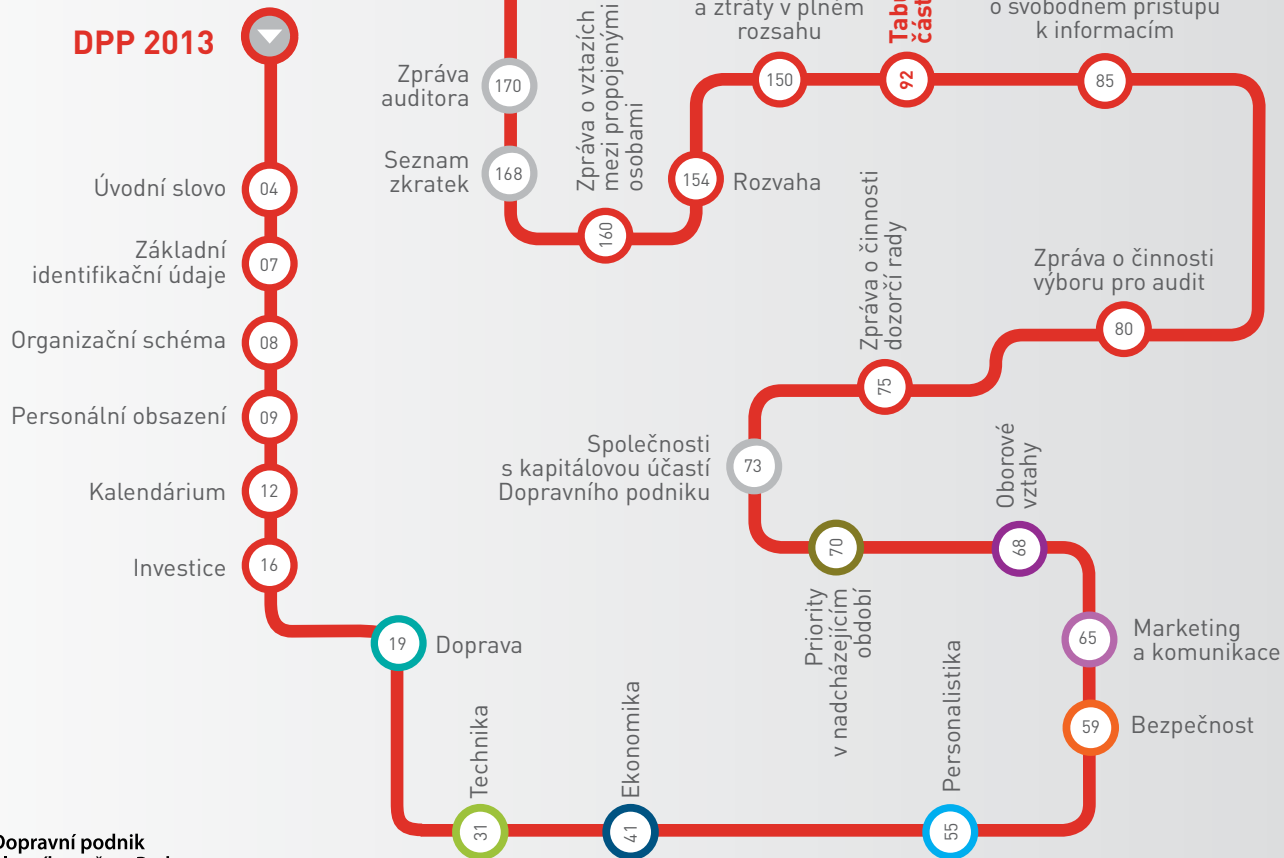 DPP 2013
04
Úvodní slovo
07
Základní
identifikační údaje
08
Organizační schéma
09
Personální obsazení
12
Kalendárium
16
Investice
19
Doprava
31
Technika
41
Ekonomika
55
Personalistika
59
Bezpečnost
65
Marketing
a komunikace
68
Oborové
vztahy
70
Priority
v nadcházejícím
období
73
Společnosti
s kapitálovou účastí
Dopravního podniku
75
Zpráva o činnosti
dozorčí rady
80
Zpráva o činnosti
výboru pro audit
85
o svobodném přístupu
k informacím
92
150
a ztráty v plném
rozsahu
154
Rozvaha
160
Zpráva o vztazích
mezi propojenými
osobami
168
Seznam
zkratek
170
Zpráva
auditora
Dopravní podnik